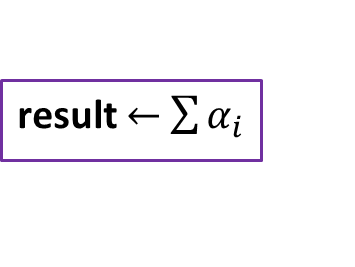 result ← ∑ αᵢ